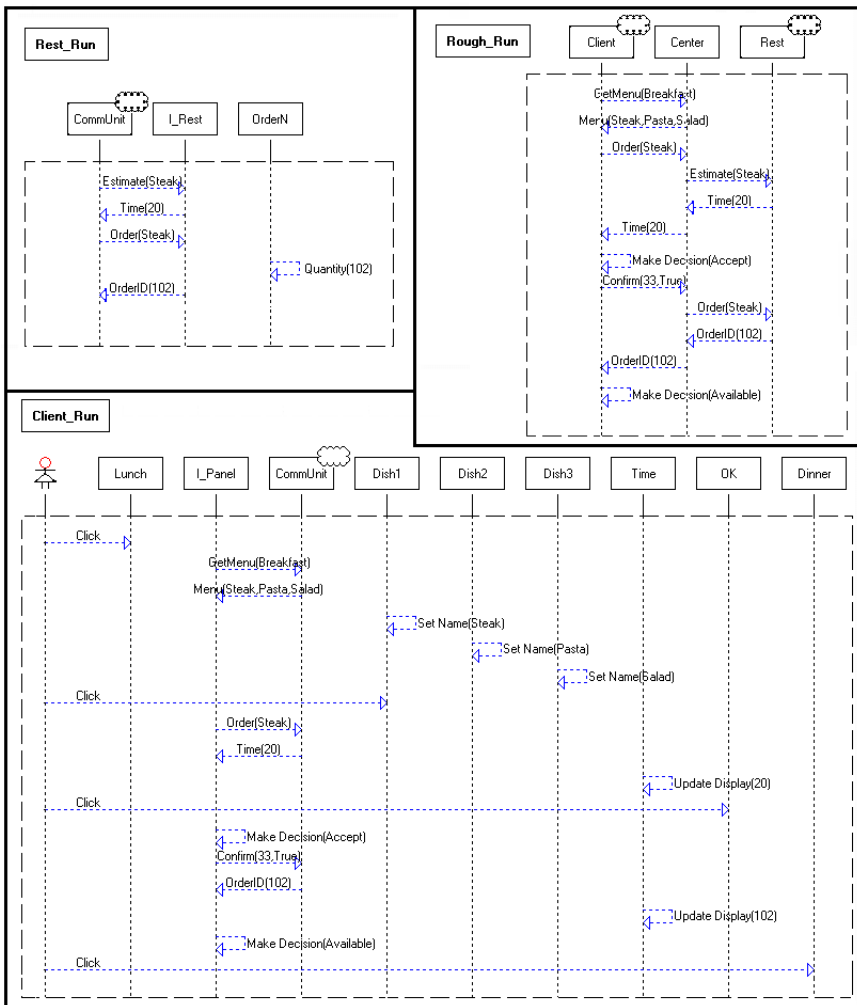 Rest_Run
CommUnit
I_Rest
OrderN
Estimate(Steak)
Time(20)
Order(Steak)
Quantity(102)
OrderID(102)
Rough_Run
Client
Center
Rest
GetMenu(Breakfast)
Menu(Steak,Pasta,Salad)
Order(Steak)
Estimate(Steak)
Time(20)
Time(20)
Make Decision(Accept)
Confirm(33,True)
Order(Steak)
OrderID(102)
OrderID(102)
Make Decision(Available)
Client_Run
Lunch
I_Panel
CommUnit
Dish1
Dish2
Dish3
Time
OK
Dinner
Click
GetMenu(Breakfast)
Menu(Steak,Pasta,Salad)
Set Name(Steak)
Set Name(Pasta)
Set Name(Salad)
Click
Order(Steak)
Time(20)
Update Display(20)
Click
Make Decision(Accept)
Confirm(33,True)
OrderID(102)
Update Display(102)
Make Decision(Available)
Click